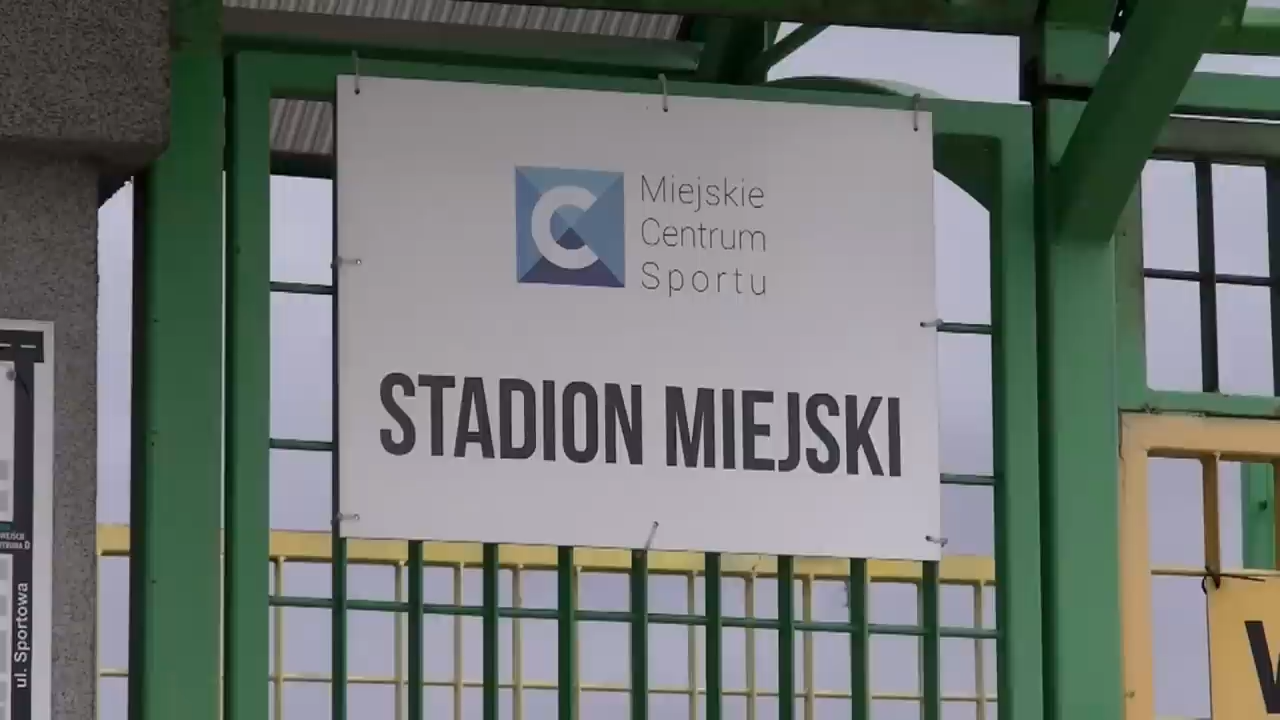 Miejskie
Centrum
Sportu
STADION MIEJSKI
ul. Sportowa